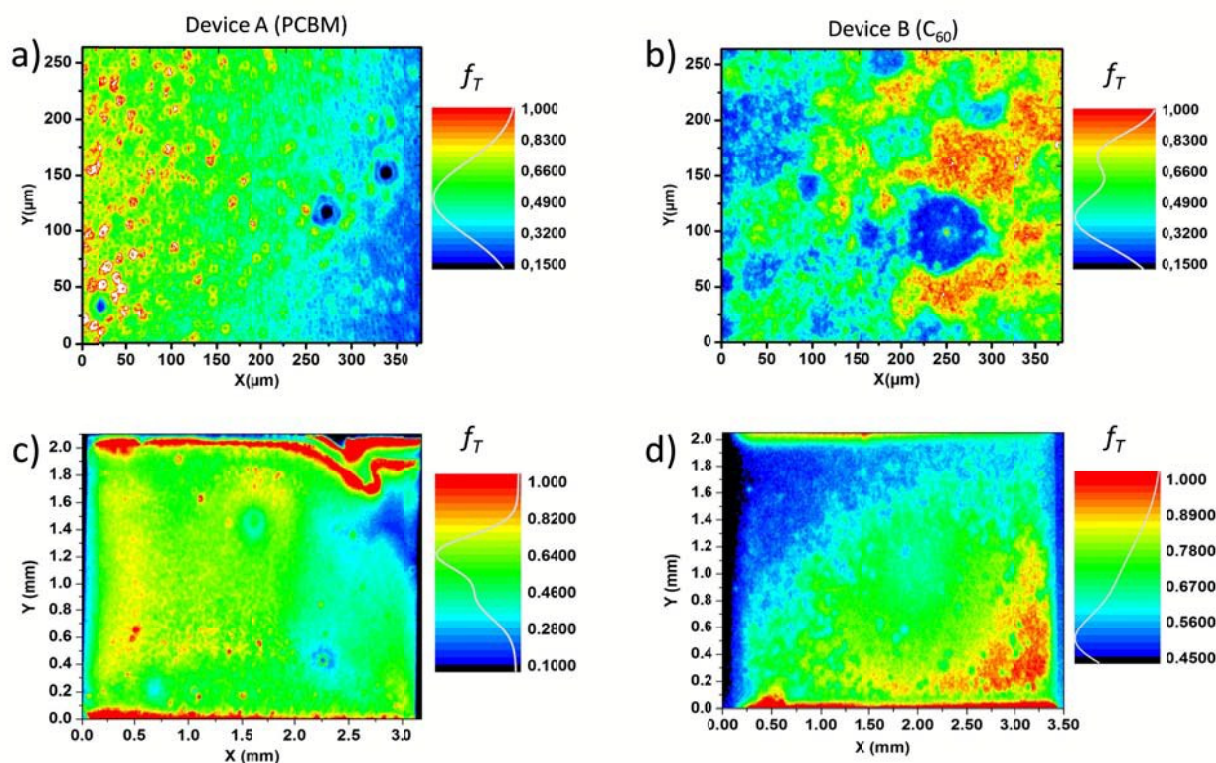 Device A (PCBM)
Device B (C60)
a)
250
200
150
100
50
0
Y(µm)
0 50 100 150 200 250 300 350
X(µm)
fT
1,000
0,8300
0,6600
0,4900
0,3200
0,1500
b)
250
200
150
100
50
0
Y(µm)
0 50 100 150 200 250 300 350
X(µm)
fT
1,000
0,8300
0,6600
0,4900
0,3200
0,1500
c)
2.0
1.8
1.6
1.4
1.2
1.0
0.8
0.6
0.4
0.2
0.0
Y (mm)
0.0 0.5 1.0 1.5 2.0 2.5 3.0
X (mm)
fT
1.000
0.8200
0.6400
0.4600
0.2800
0.1000
d)
2.0
1.8
1.6
1.4
1.2
1.0
0.8
0.6
0.4
0.2
0.0
Y (mm)
0.00 0.50 1.00 1.50 2.00 2.50 3.00 3.50
X (mm)
fT
1.000
0.8900
0.7800
0.6700
0.5600
0.4500